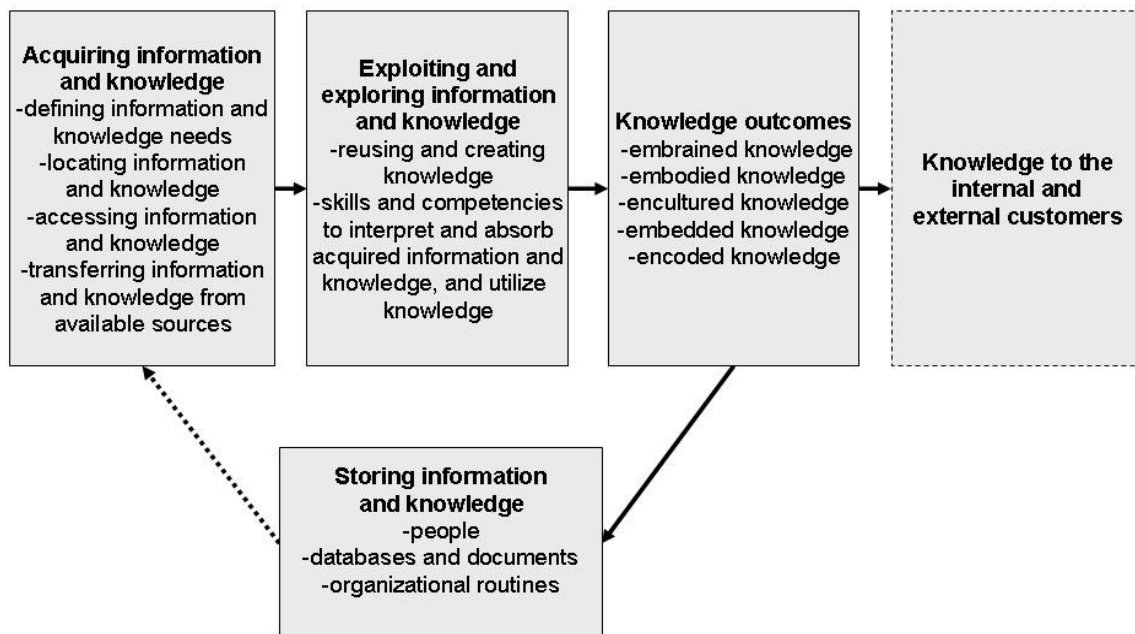 Acquiring information
and knowledge
-defining information and
knowledge needs
-locating information
and knowledge
-accessing information
and knowledge
-transferring information
and knowledge from
available sources
Exploiting and
exploring information
and knowledge
-reusing and creating
knowledge
-skills and competencies
to interpret and absorb
acquired information and
knowledge, and utilize
knowledge
Knowledge outcomes
-embrained knowledge
-embodied knowledge
-encultured knowledge
-embedded knowledge
-encoded knowledge
Knowledge to the
internal and
external customers
Storing information
and knowledge
-people
-databases and documents
-organizational routines